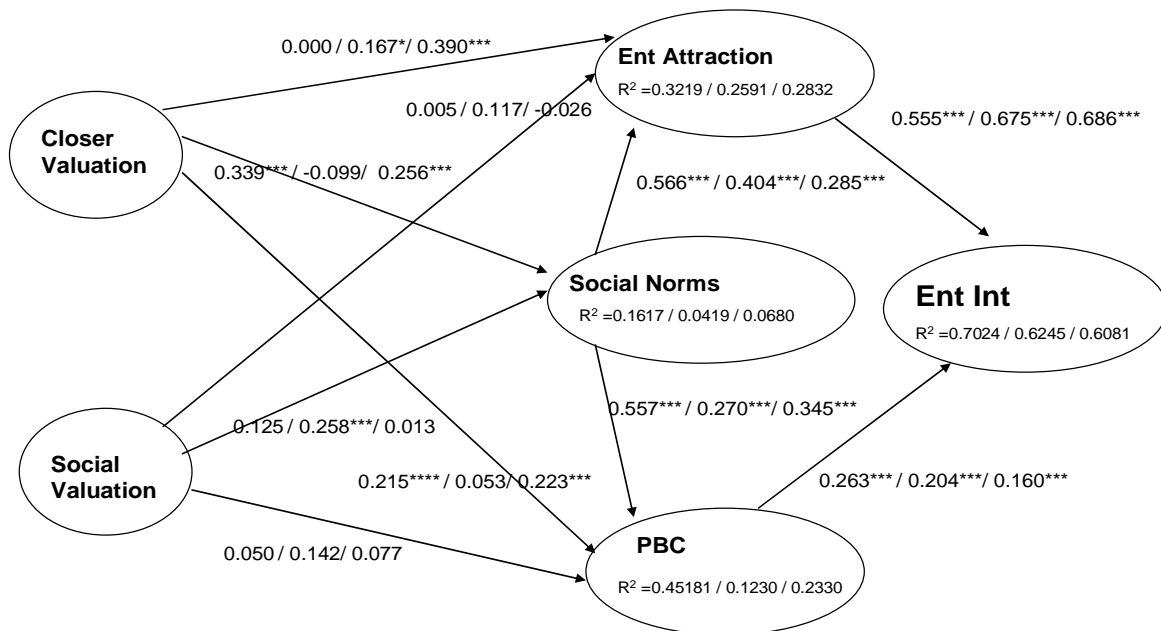 0.000 / 0.167*/ 0.390***
Ent Attraction
R² =0.3219 / 0.2591 / 0.2832
0.005 / 0.117/ -0.026
0.555*** / 0.675***/ 0.686***
Closer
Valuation
0.339***/ -0.099/ 0.256***
0.566*** / 0.404***/ 0.285***
Social Norms
R² =0.1617 / 0.0419 / 0.0680
Ent Int
R² =0.7024 / 0.6245 / 0.6081
0.557*** / 0.270***/ 0.345***
0.125 / 0.258***/ 0.013
Social
Valuation
0.215**** / 0.053/ 0.223***
0.263*** / 0.204***/ 0.160***
0.050 / 0.142/ 0.077
PBC
R² =0.45181 / 0.1230 / 0.2330